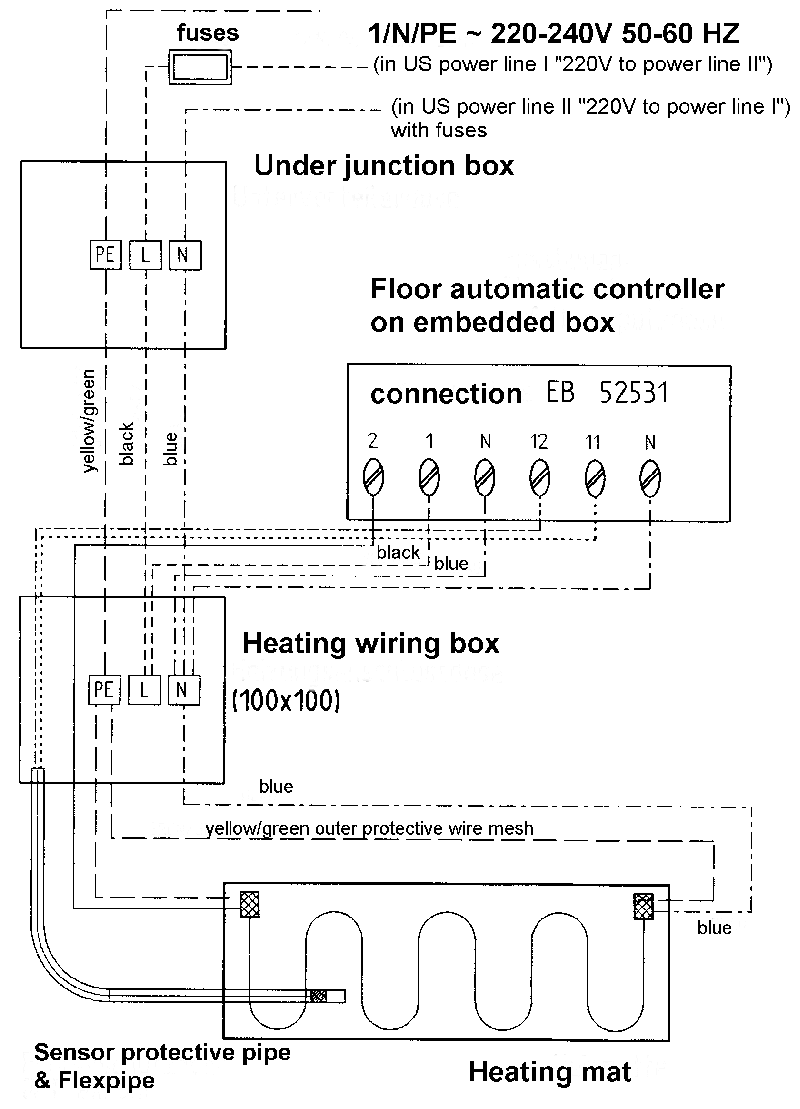 fuses
1/N/PE ~ 220-240V 50-60 HZ
(in US power line I "220V to power line II")
(in US power line II "220V to power line I")
with fuses
Under junction box
PE L N
Floor automatic controller
on embedded box
connection EB 52531
2 1 N 12 11 N
yellow/green
black
blue
black
blue
Heating wiring box
PE L N
(100x100)
blue
yellow/green outer protective wire mesh
blue
Sensor protective pipe
& Flexpipe
Heating mat